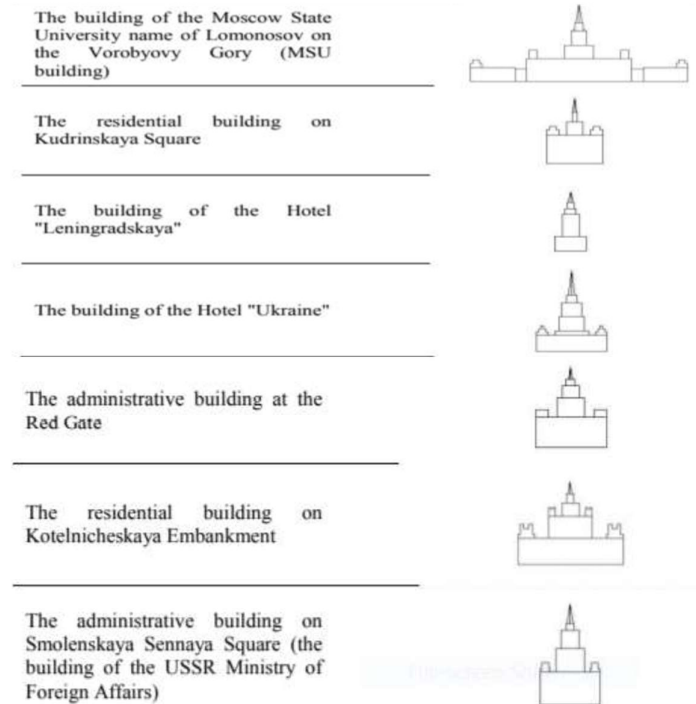 The building of the Moscow State
University name of Lomonosov on
the Vorobyovy Gory (MSU
building)
The residential building on
Kudrinskaya Square
The building of the Hotel
"Leningradskaya"
The building of the Hotel "Ukraine"
The administrative building at the
Red Gate
The residential building on
Kotelnicheskaya Embankment
The administrative building on
Smolenskaya Sennaya Square (the
building of the USSR Ministry of
Foreign Affairs)